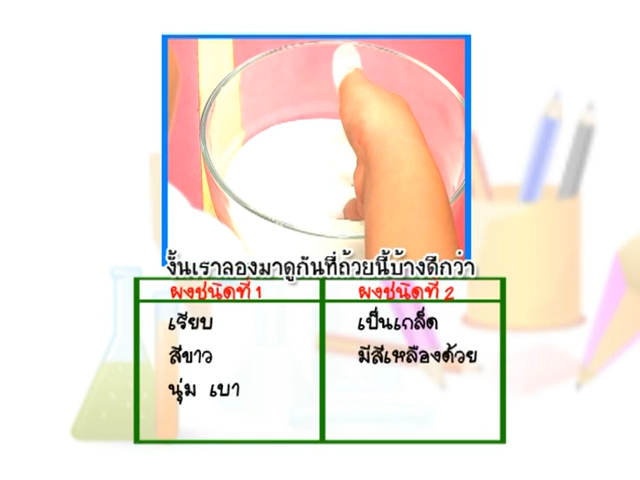 งั้นเราลองมาดูกันที่ถ้วยนี้บ้างดีกว่า
ผงชนิดที่ 1
ผงชนิดที่ 2
เรียบ
เป็นเกล็ด
สีขาว
มีสีเหลืองด้วย
นุ่ม เบา